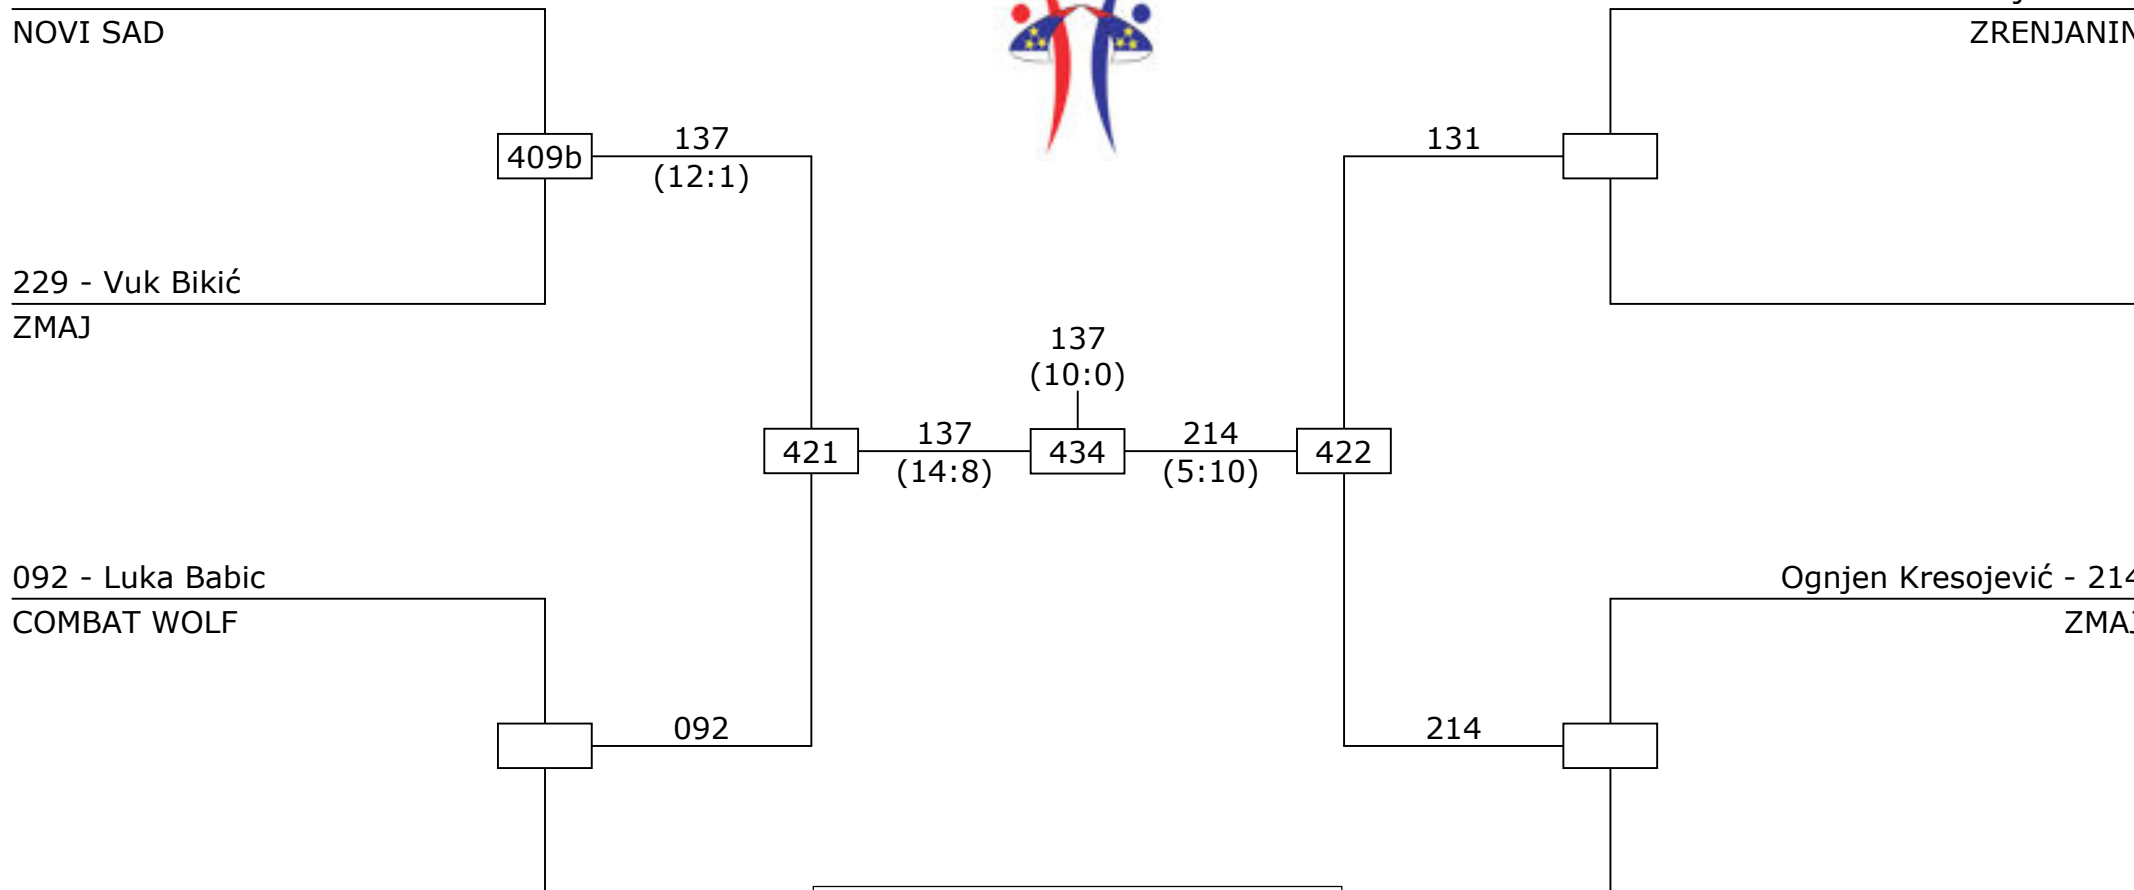 NOVI SAD
ZRENJANIN
409b
137
(12:1)
131
229 - Vuk Bikić
ZMAJ
137
(10:0)
421
137
(14:8)
434
214
(5:10)
422
092 - Luka Babic
COMBAT WOLF
Ognjen Kresojević - 214
ZMAJ
092
214